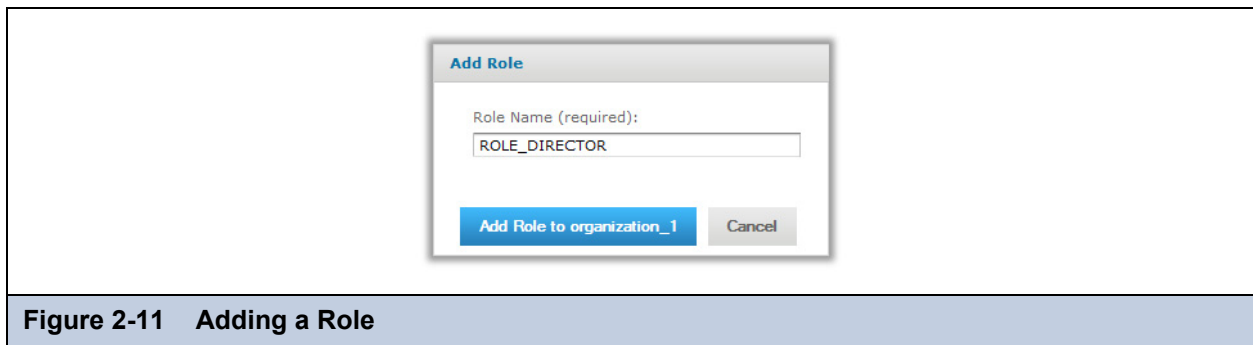 Add Role
Role Name (required):
ROLE_DIRECTOR
Add Role to organization_1 Cancel
Figure 2-11 Adding a Role